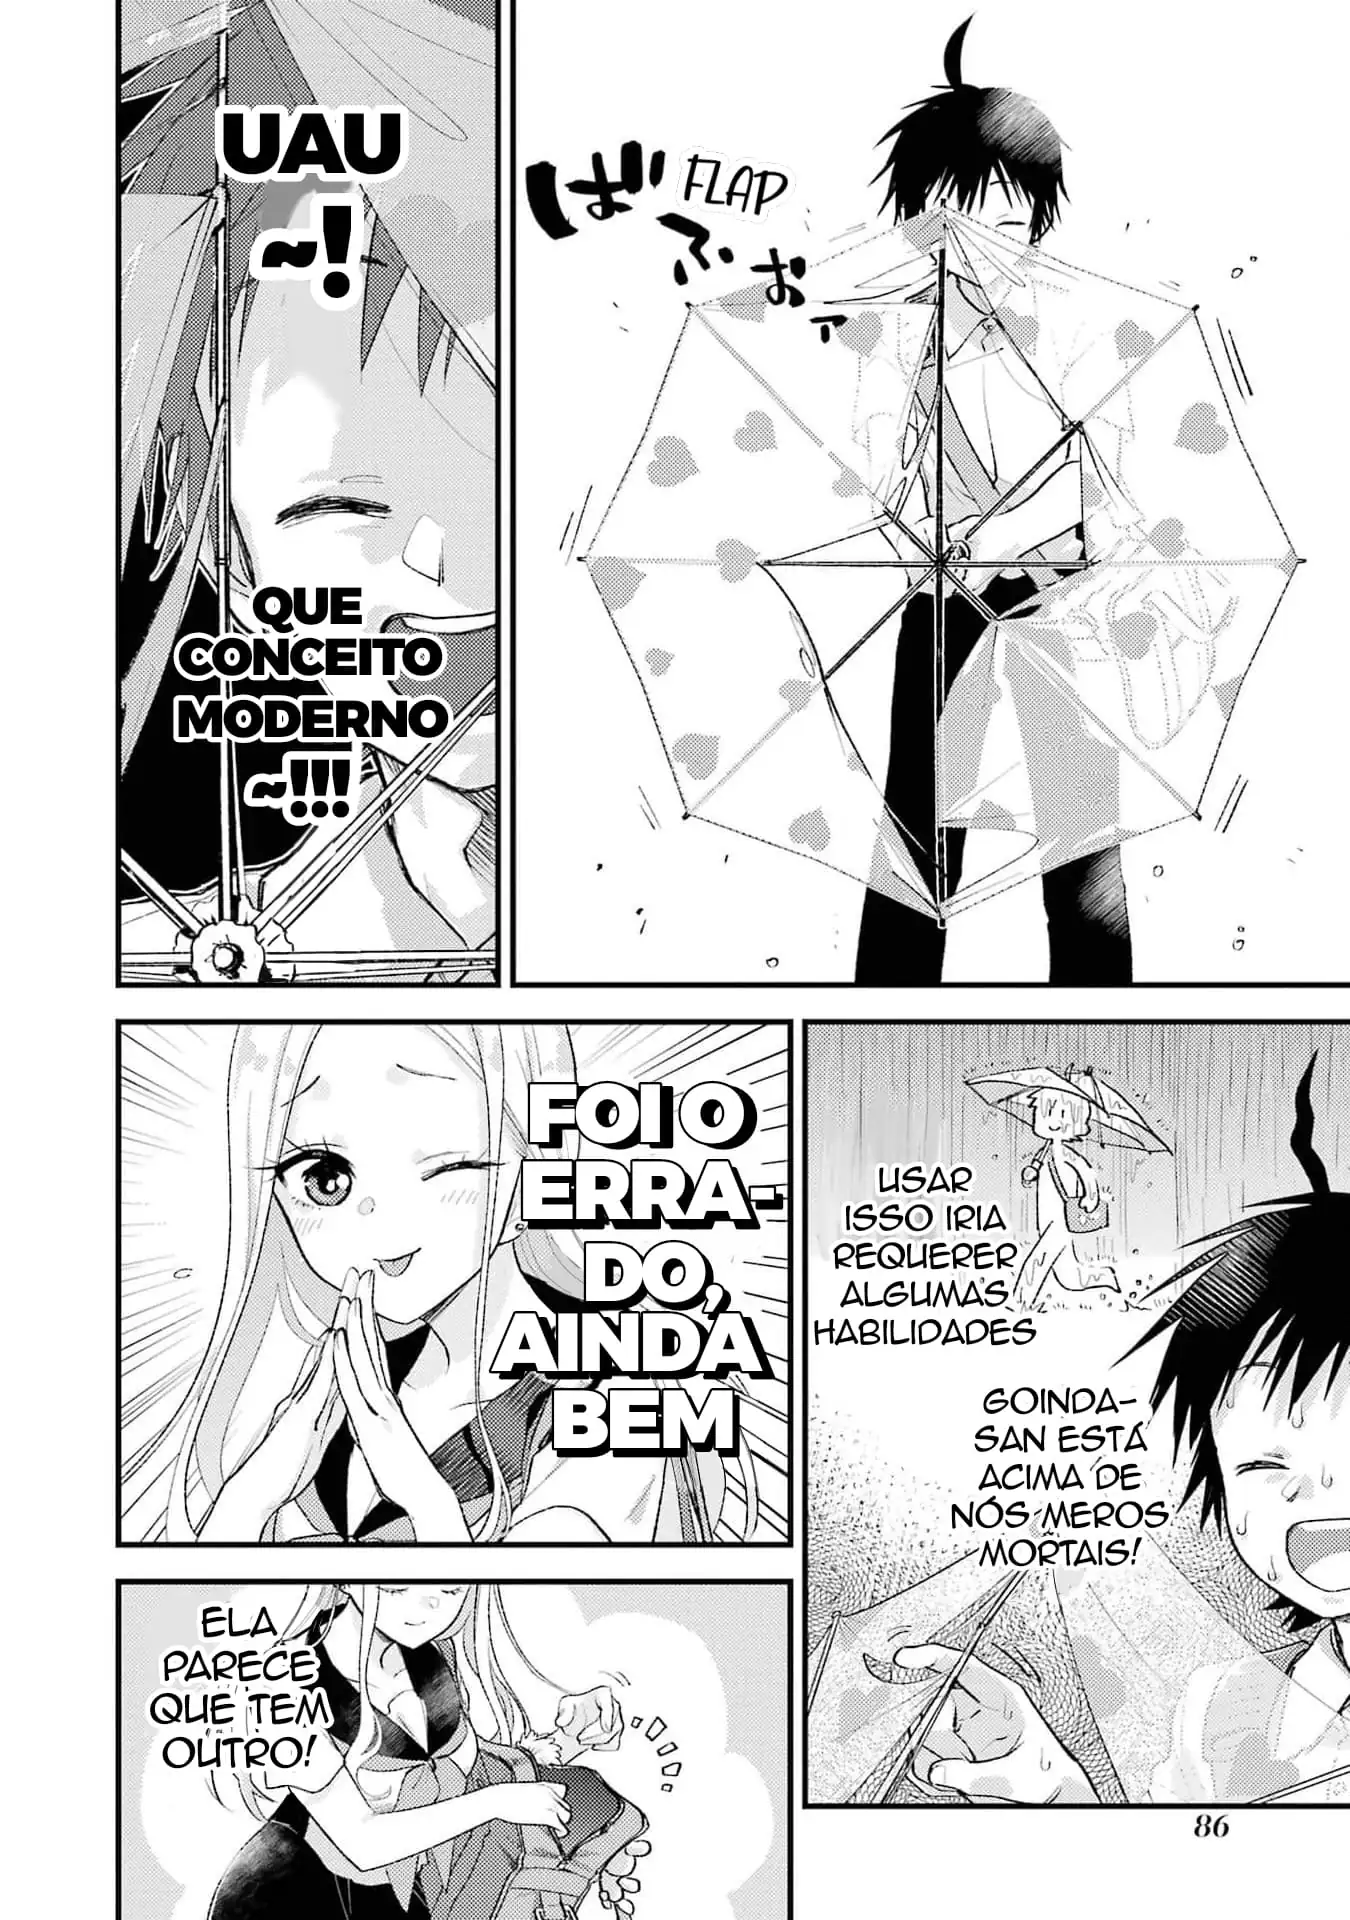 ばふおァ
FLAP
UAU
~!
QUE
CONCEITO
MODERNO
~!!!
USAR
ISSO IRIA
REQUERER
ALGUMAS
HABILIDADES
GOINDA-
SAN ESTÁ
ACIMA DE
NÓS MEROS
MORTAIS!
FOI O
ERRA-
DO,
AINDA
BEM
ELA
PARECE
QUE TEM
OUTRO!
86